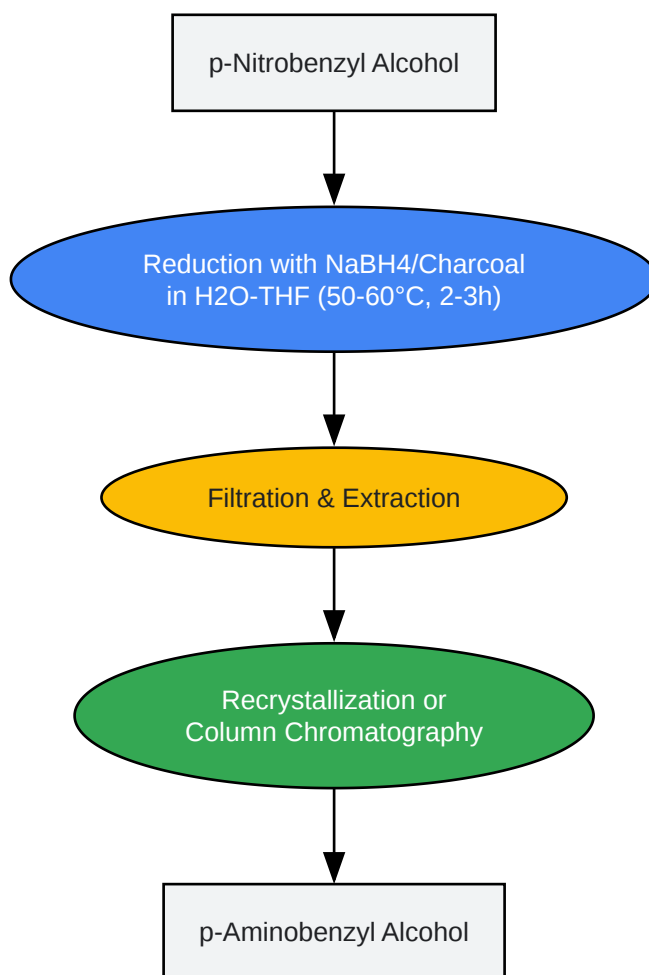 p-Nitrobenzyl Alcohol
Reduction with NaBH4/Charcoal
in H2O-THF (50-60°C, 2-3h)
Filtration & Extraction
Recrystallization or
Column Chromatography
p-Aminobenzyl Alcohol